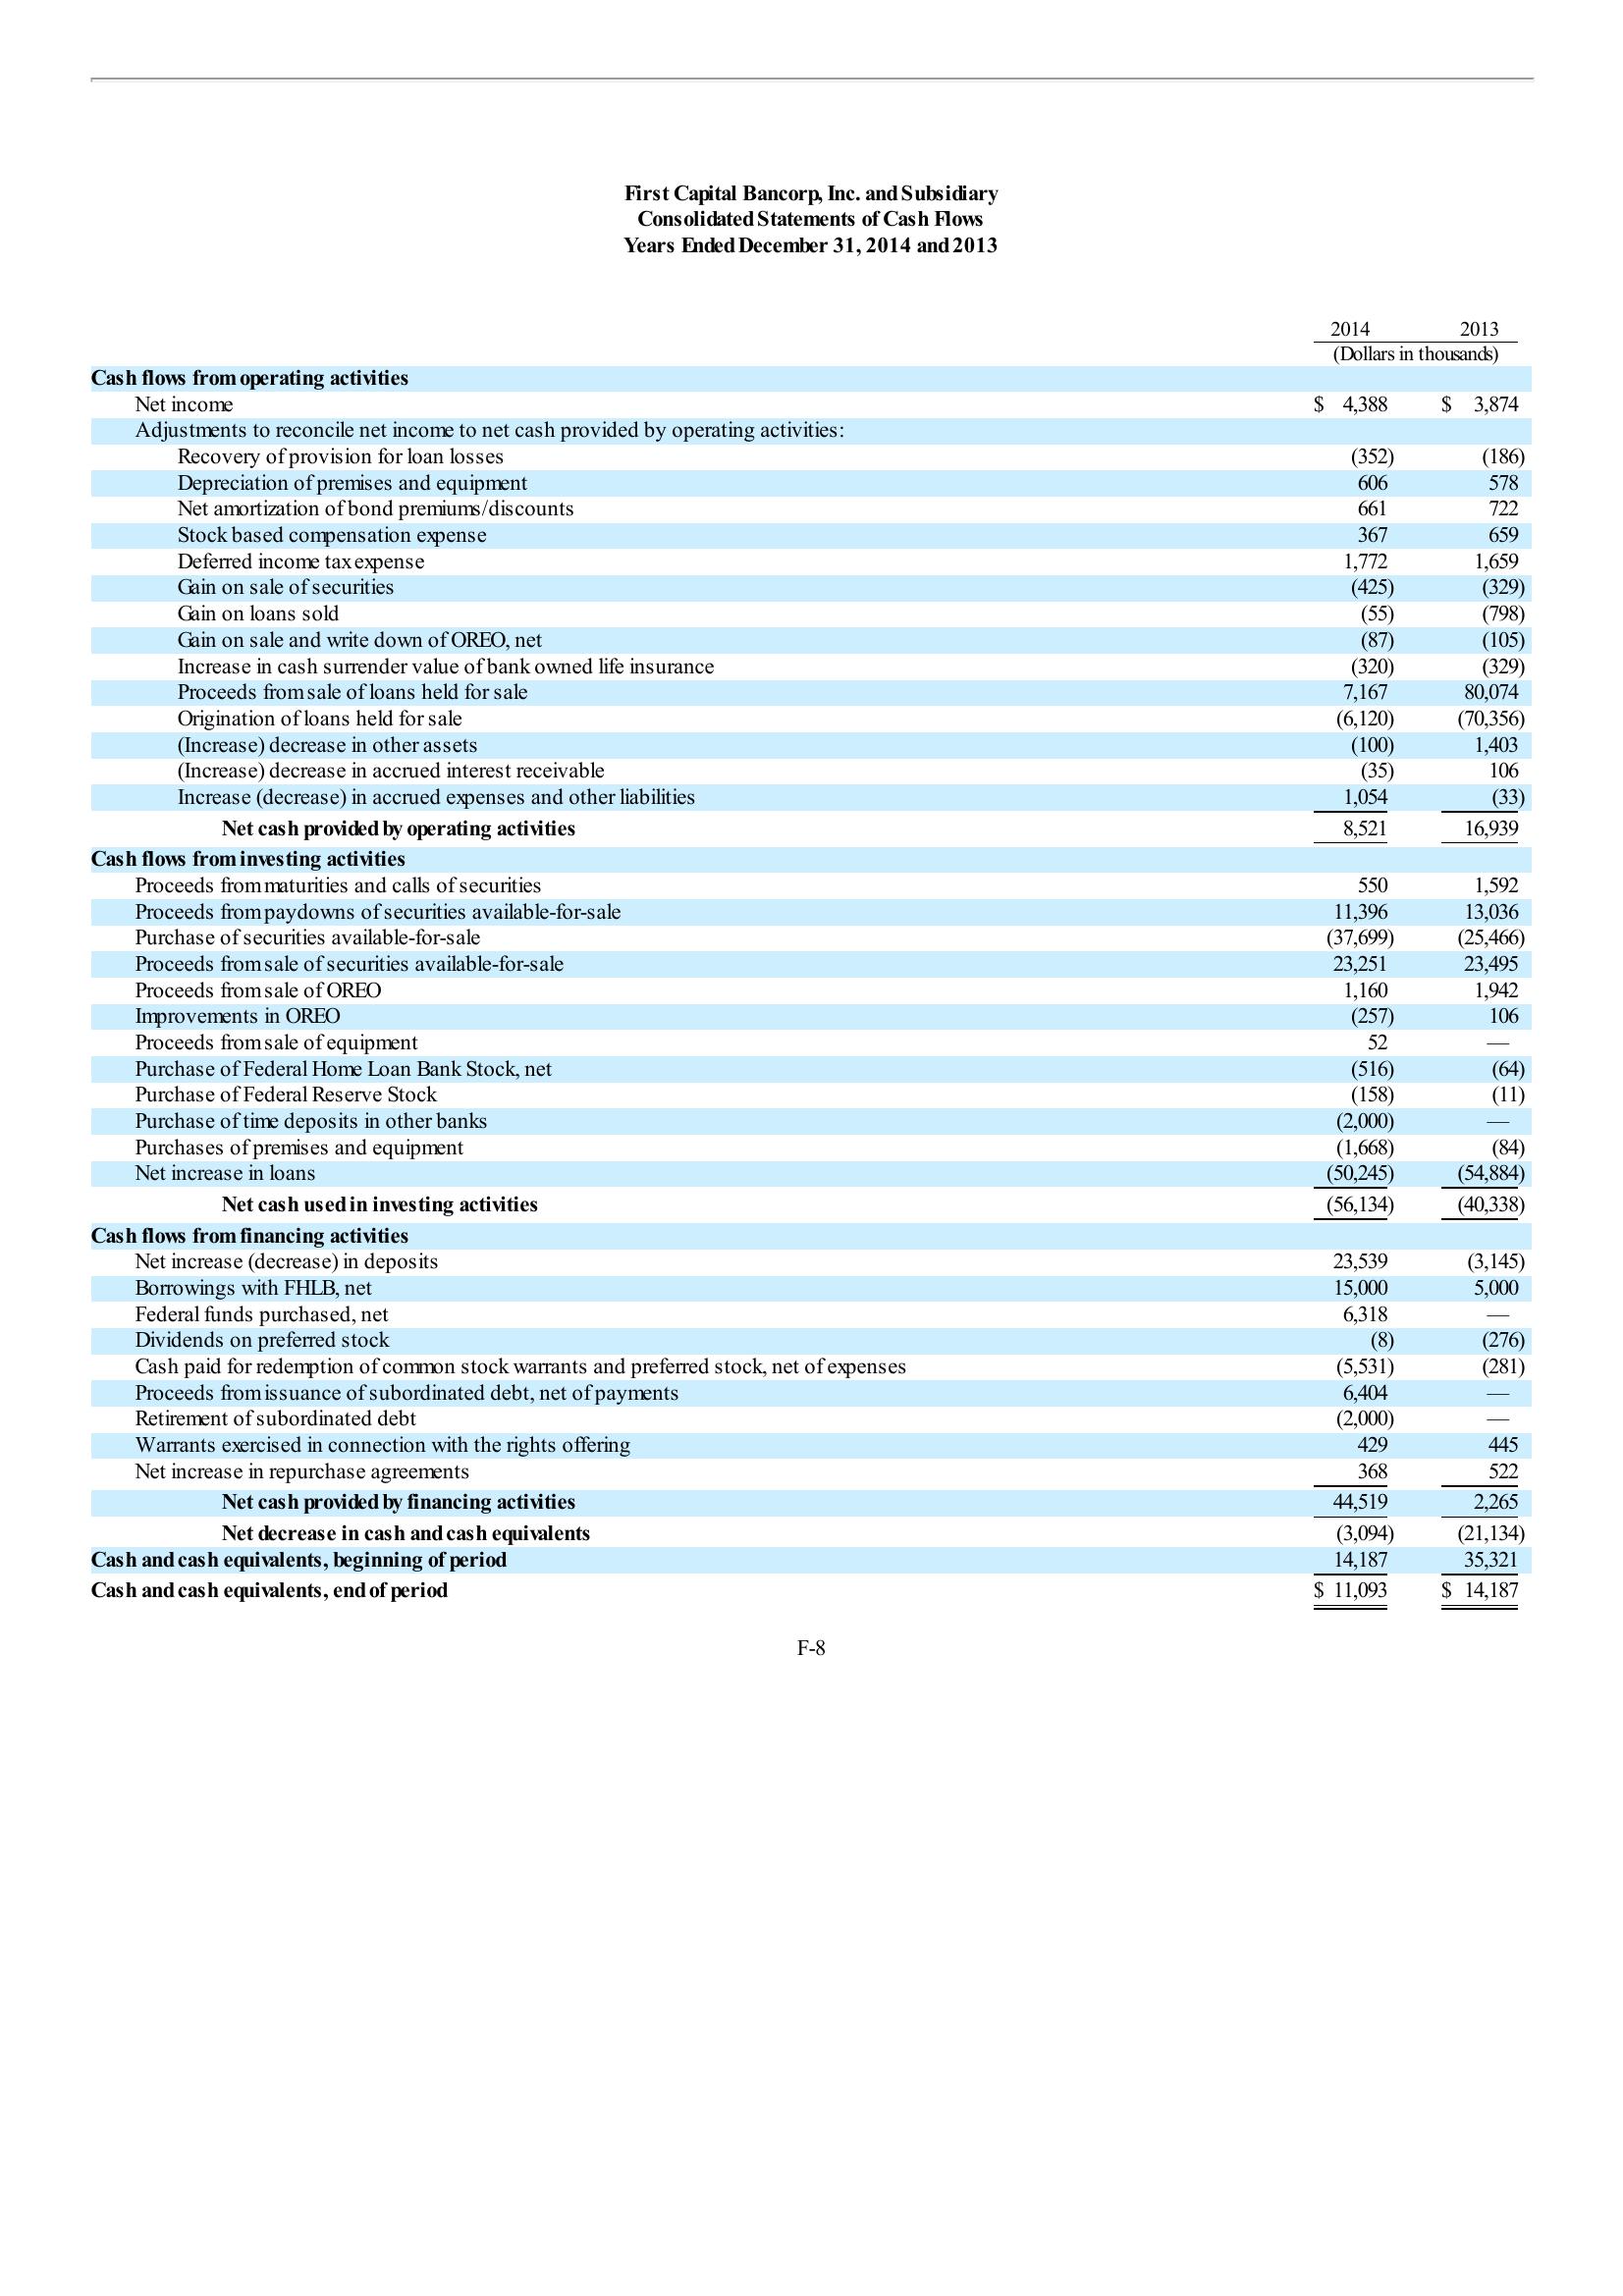 First Capital Bancorp, Inc. and Subsidiary
Consolidated Statements of Cash Flows
Years Ended December 31, 2014 and 2013
2014 2013
(Dollars in thousands)
Cash flows from operating activities
Net income $ 4,388 $ 3,874
Adjustments to reconcile net income to net cash provided by operating activities:
Recovery of provision for loan losses (352) (186)
Depreciation of premises and equipment 606 578
Net amortization of bond premiums/discounts 661 722
Stock based compensation expense 367 659
Deferred income tax expense 1,772 1,659
Gain on sale of securities (425) (329)
Gain on loans sold (55) (798)
Gain on sale and write down of OREO, net (87) (105)
Increase in cash surrender value of bank owned life insurance (320) (329)
Proceeds from sale of loans held for sale 7,167 80,074
Origination of loans held for sale (6,120) (70,356)
(Increase) decrease in other assets (100) 1,403
(Increase) decrease in accrued interest receivable (35) 106
Increase (decrease) in accrued expenses and other liabilities 1,054 (33)
Net cash provided by operating activities 8,521 16,939
Cash flows from investing activities
Proceeds from maturities and calls of securities 550 1,592
Proceeds from paydowns of securities available-for-sale 11,396 13,036
Purchase of securities available-for-sale (37,699) (25,466)
Proceeds from sale of securities available-for-sale 23,251 23,495
Proceeds from sale of OREO 1,160 1,942
Improvements in OREO (257) 106
Proceeds from sale of equipment 52 —
Purchase of Federal Home Loan Bank Stock, net (516) (64)
Purchase of Federal Reserve Stock (158) (11)
Purchase of time deposits in other banks (2,000) —
Purchases of premises and equipment (1,668) (84)
Net increase in loans (50,245) (54,884)
Net cash used in investing activities (56,134) (40,338)
Cash flows from financing activities
Net increase (decrease) in deposits 23,539 (3,145)
Borrowings with FHLB, net 15,000 5,000
Federal funds purchased, net 6,318 —
Dividends on preferred stock (8) (276)
Cash paid for redemption of common stock warrants and preferred stock, net of expenses (5,531) (281)
Proceeds from issuance of subordinated debt, net of payments 6,404 —
Retirement of subordinated debt (2,000) —
Warrants exercised in connection with the rights offering 429 445
Net increase in repurchase agreements 368 522
Net cash provided by financing activities 44,519 2,265
Net decrease in cash and cash equivalents (3,094) (21,134)
Cash and cash equivalents, beginning of period 14,187 35,321
Cash and cash equivalents, end of period $ 11,093 $ 14,187
F-8